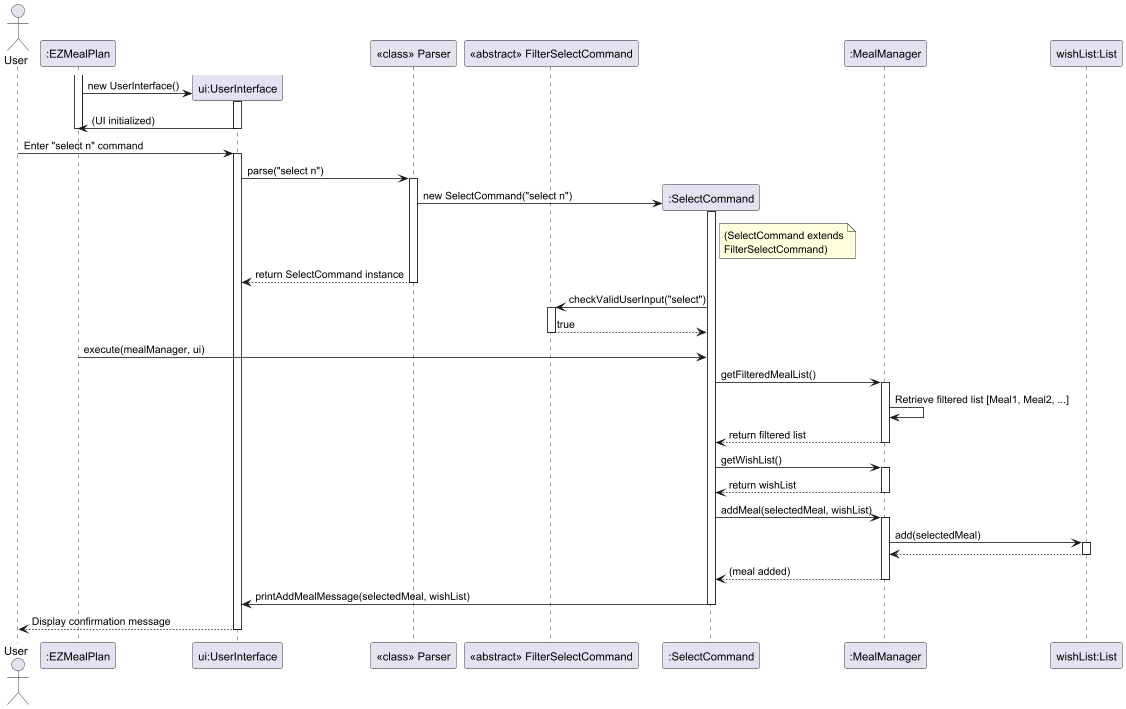 User
:EZMealPlan
«class» Parser
«abstract» FilterSelectCommand
:MealManager
wishList:List
new UserInterface()
ui:UserInterface
(UI initialized)
Enter "select n" command
parse("select n")
new SelectCommand("select n")
:SelectCommand
(SelectCommand extends
FilterSelectCommand)
return SelectCommand instance
checkValidUserInput("select")
true
execute(mealManager, ui)
getFilteredMealList()
Retrieve filtered list [Meal1, Meal2, ...]
return filtered list
getWishList()
return wishList
addMeal(selectedMeal, wishList)
add(selectedMeal)
(meal added)
printAddMealMessage(selectedMeal, wishList)
Display confirmation message
User
:EZMealPlan
ui:UserInterface
«class» Parser
«abstract» FilterSelectCommand
:SelectCommand
:MealManager
wishList:List